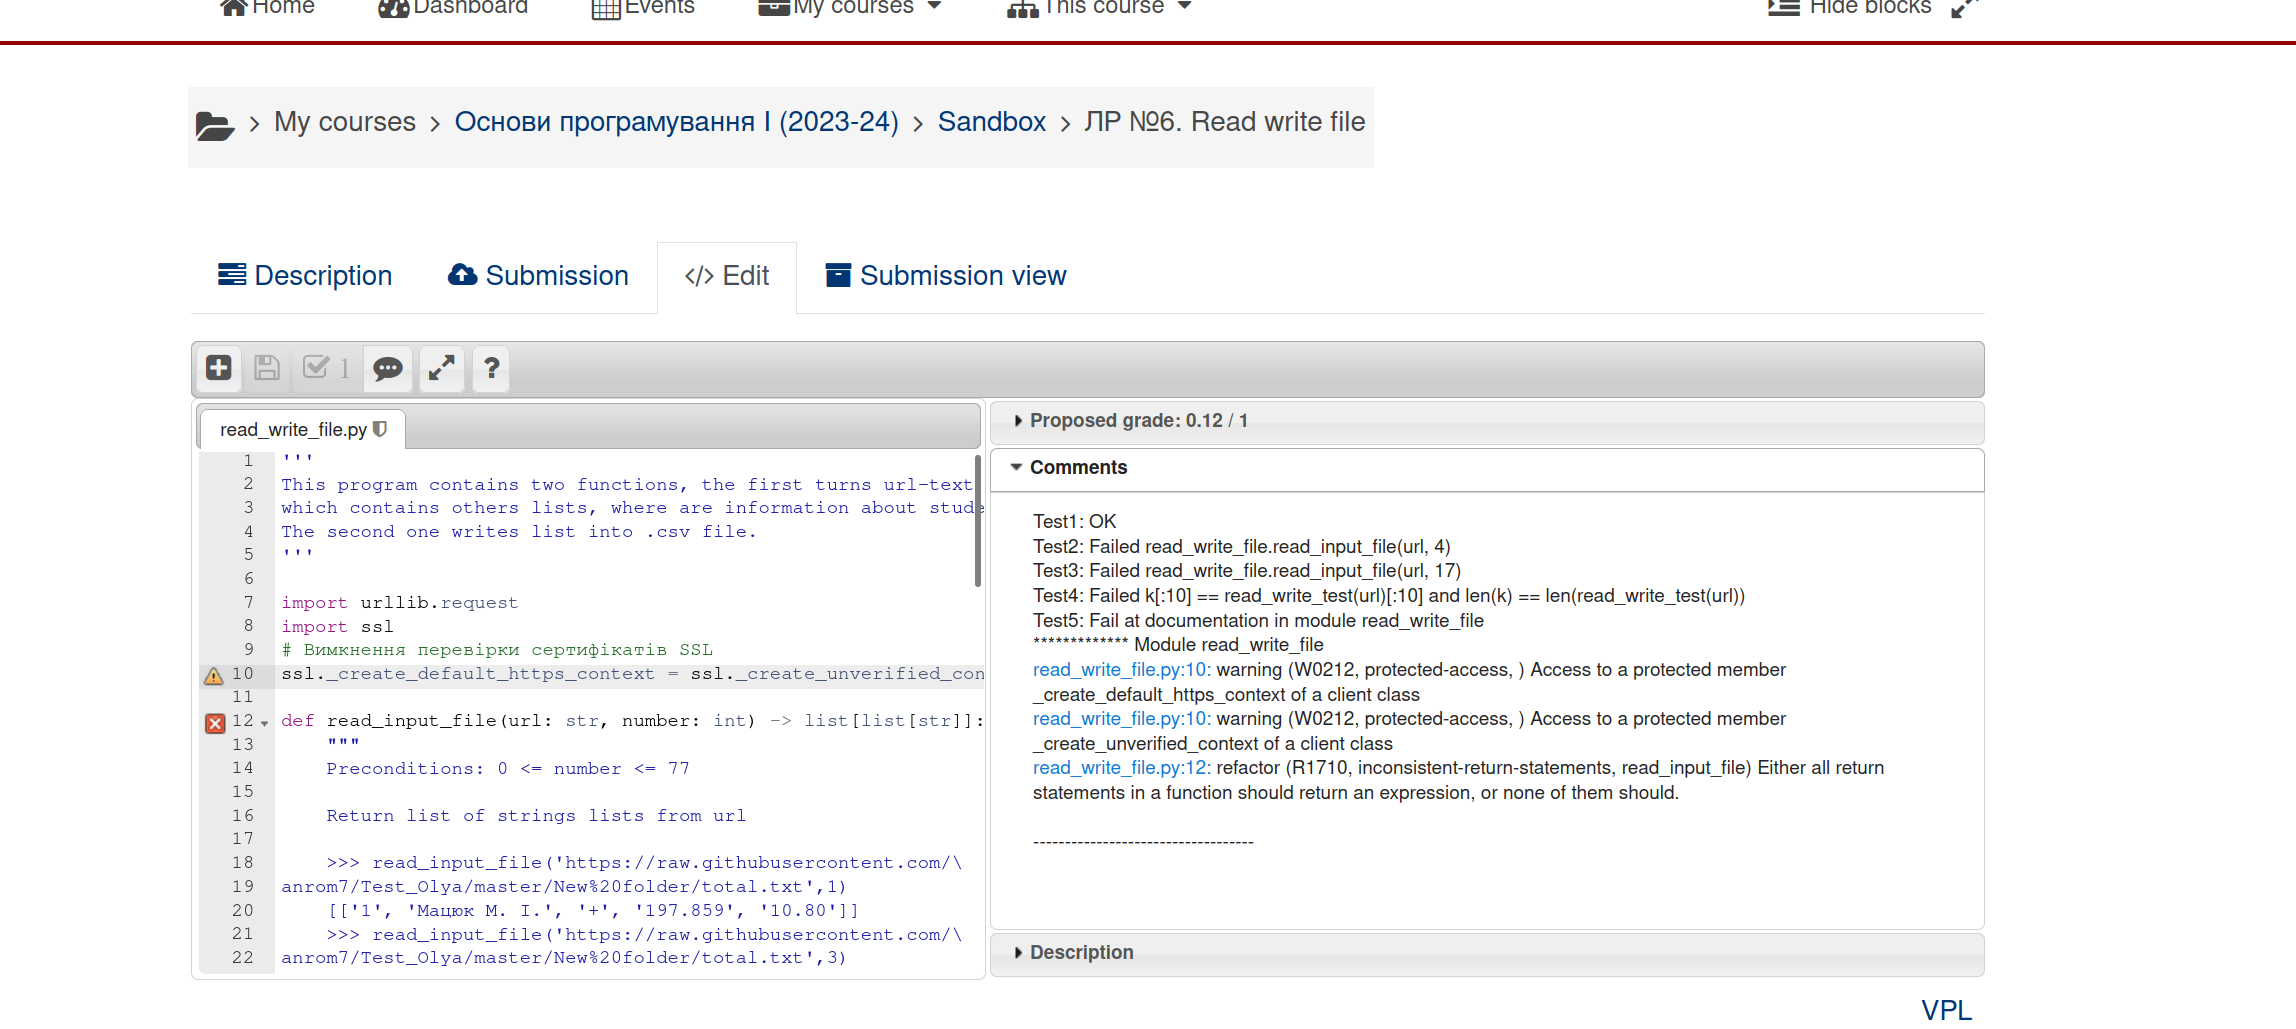 Home Dashboard Events My courses This course Hide blocks
My courses Основи програмування I (2023-24) Sandbox ЛР №6. Read write file
Description Submission </> Edit Submission view
1 ?
read_write_file.py
Proposed grade: 0.12 / 1
Comments
1 '''
2 This program contains two functions, the first turns url-text
3 which contains others lists, where are information about stude
4 The second one writes list into .csv file.
5 '''
6
7 import urllib.request
8 import ssl
9 # Вимкнення перевірки сертифікатів SSL
10 ssl._create_default_https_context = ssl._create_unverified_con
11
12 def read_input_file(url: str, number: int) -> list[list[str]]:
13 """
14 Preconditions: 0 <= number <= 77
15
16 Return list of strings lists from url
17
18 >>> read_input_file('https://raw.githubusercontent.com/\
19 anrom7/Test_Olya/master/New%20folder/total.txt',1)
20 [['1', 'Мацюк М. І.', '+', '197.859', '10.80']]
21 >>> read_input_file('https://raw.githubusercontent.com/\
22 anrom7/Test_Olya/master/New%20folder/total.txt',3)
Test1: OK
Test2: Failed read_write_file.read_input_file(url, 4)
Test3: Failed read_write_file.read_input_file(url, 17)
Test4: Failed k[:10] == read_write_test(url)[:10] and len(k) == len(read_write_test(url))
Test5: Fail at documentation in module read_write_file
************* Module read_write_file
read_write_file.py:10: warning (W0212, protected-access, ) Access to a protected member
_create_default_https_context of a client class
read_write_file.py:10: warning (W0212, protected-access, ) Access to a protected member
_create_unverified_context of a client class
read_write_file.py:12: refactor (R1710, inconsistent-return-statements, read_input_file) Either all return
statements in a function should return an expression, or none of them should.
-----------------------------------
Description
VPL